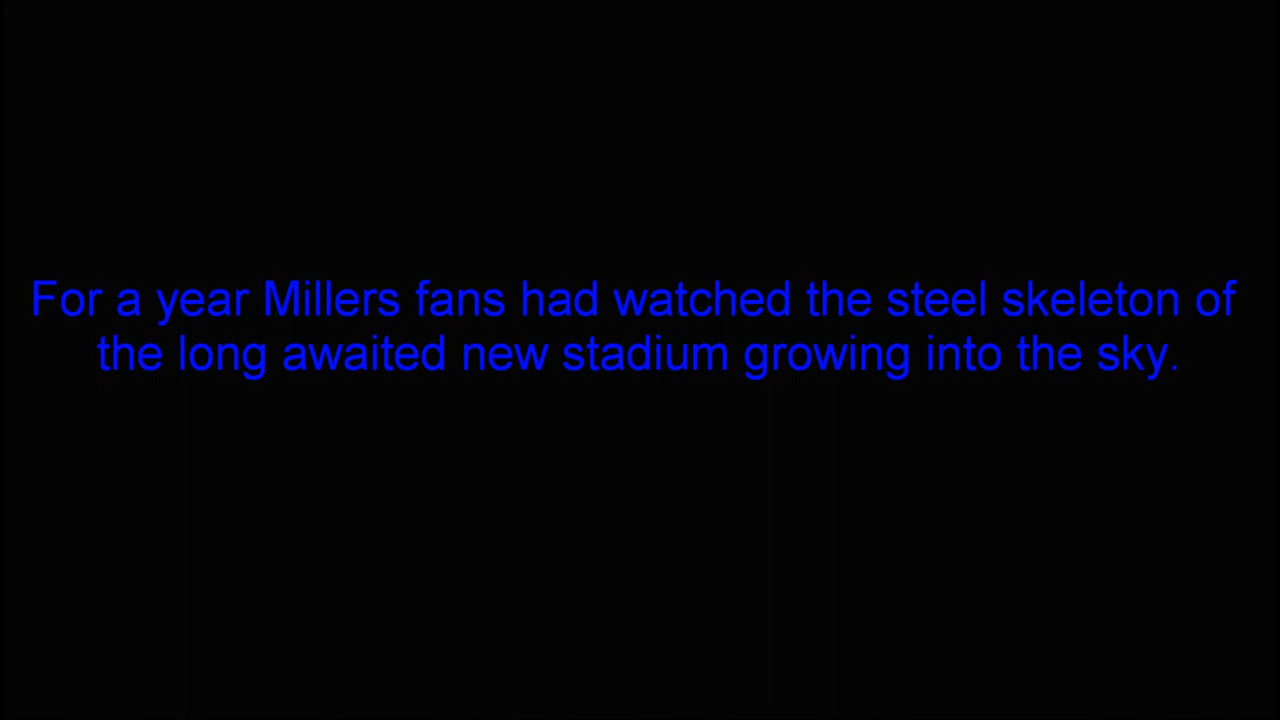 For a year Millers fans had watched the steel skeleton of
the long awaited new stadium growing into the sky.